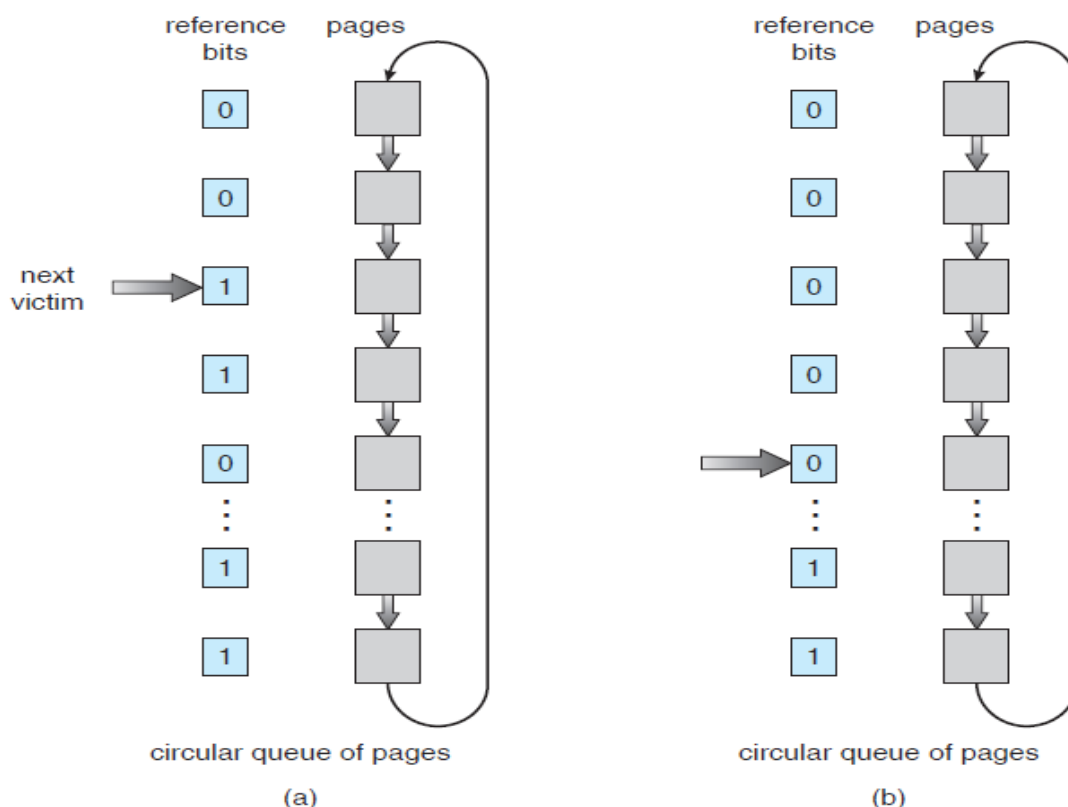 reference pages
bits
0
0
next
victim
1
1
0
1
1
circular queue of pages
(a)
reference pages
bits
0
0
0
0
0
1
1
circular queue of pages
(b)